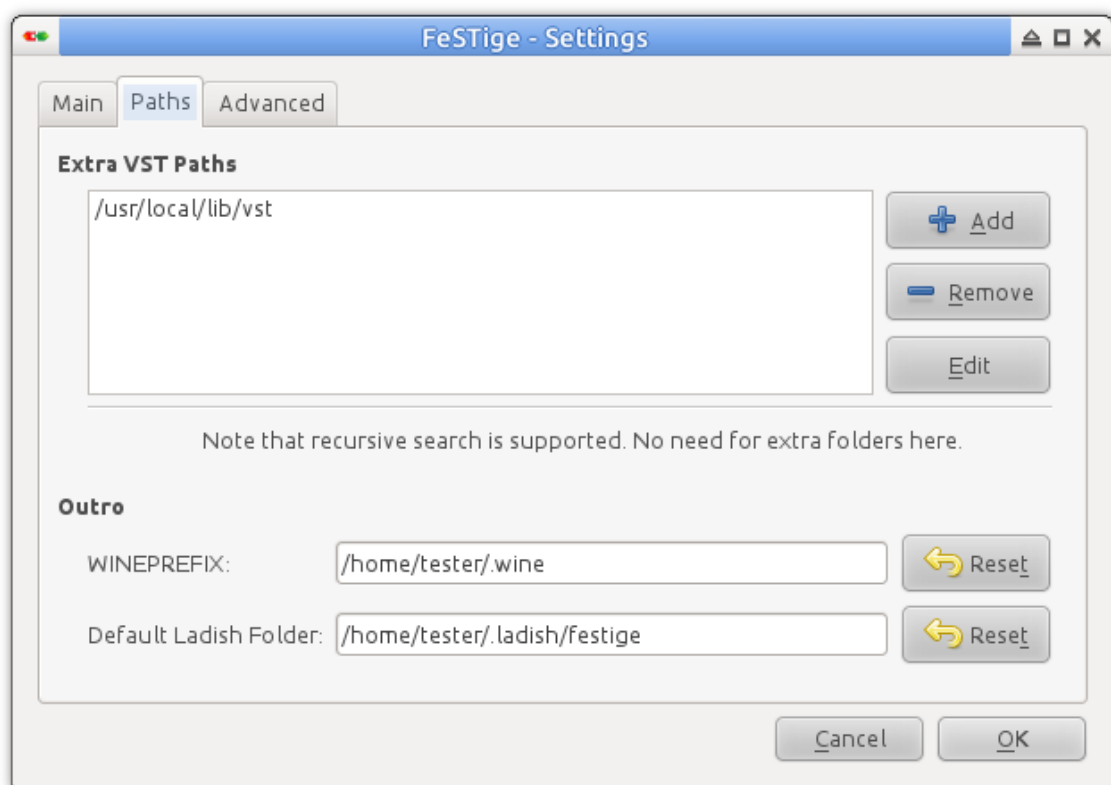 FeSTige - Settings
Main Paths Advanced
Extra VST Paths
/usr/local/lib/vst
Add
Remove
Edit
Note that recursive search is supported. No need for extra folders here.
Outro
WINEPREFIX: /home/tester/.wine Reset
Default Ladish Folder: /home/tester/.ladish/festige Reset
Cancel OK